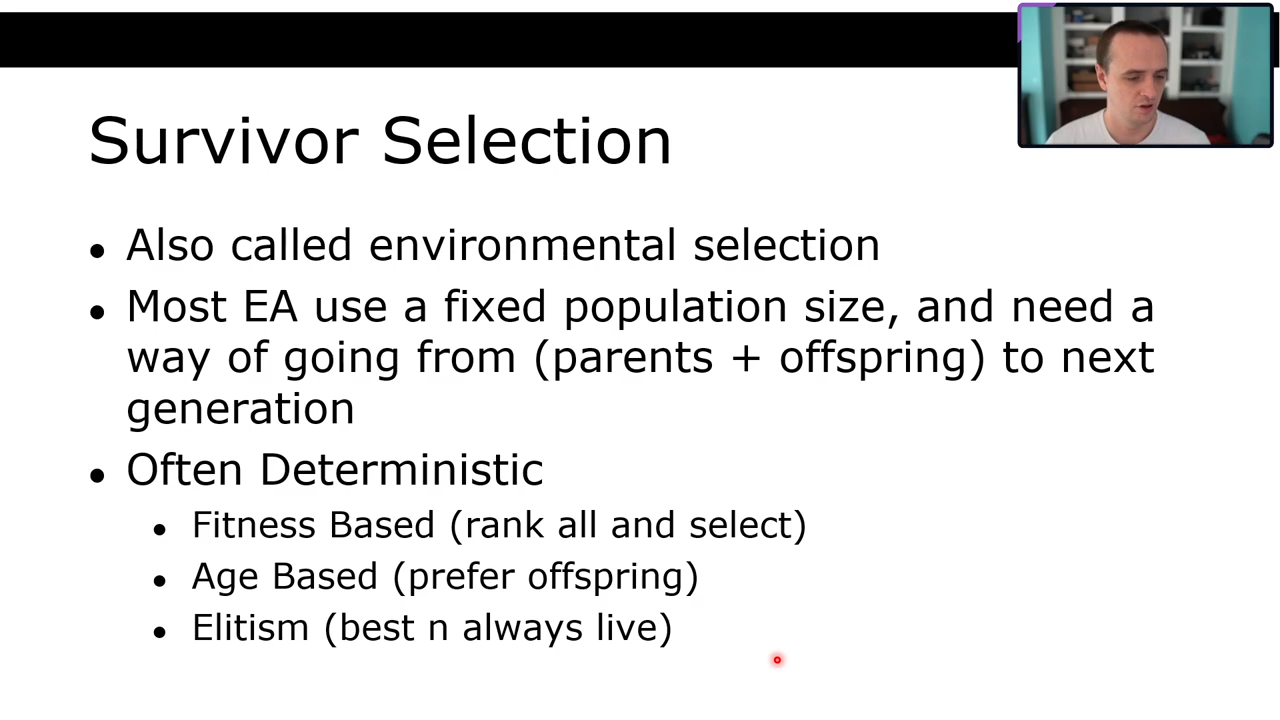 Survivor Selection
● Also called environmental selection
● Most EA use a fixed population size, and need a
way of going from (parents + offspring) to next
generation
● Often Deterministic
● Fitness Based (rank all and select)
● Age Based (prefer offspring)
● Elitism (best n always live)